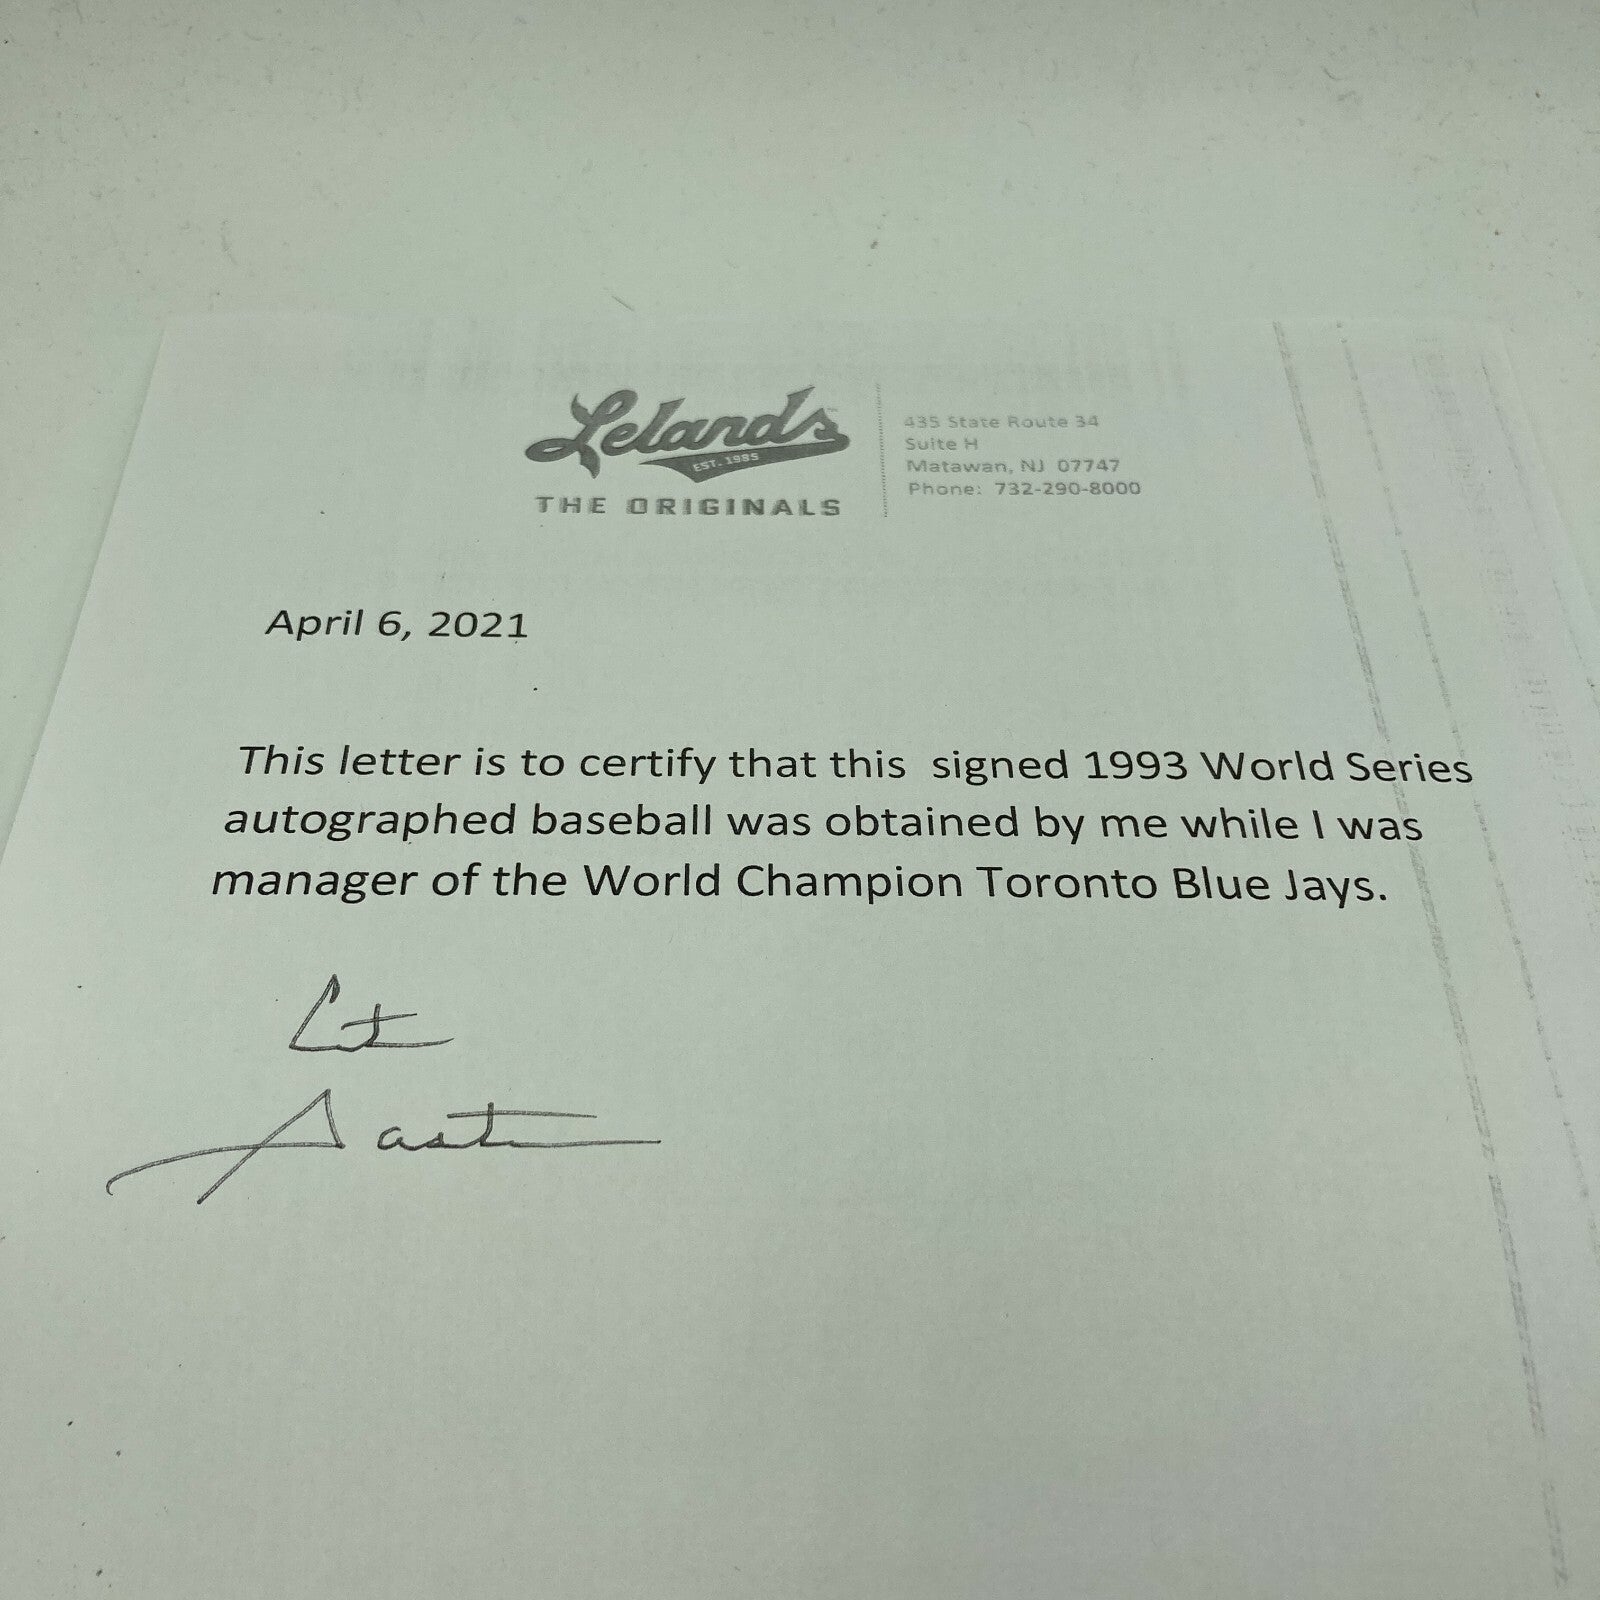 Lelands
EST. 1985
THE ORIGINALS
435 State Route 34
Suite H
Matawan, NJ 07747
Phone: 732-290-8000
April 6, 2021
This letter is to certify that this  signed 1993 World Series
autographed baseball was obtained by me while I was
manager of the World Champion Toronto Blue Jays.
Cit
Gaston